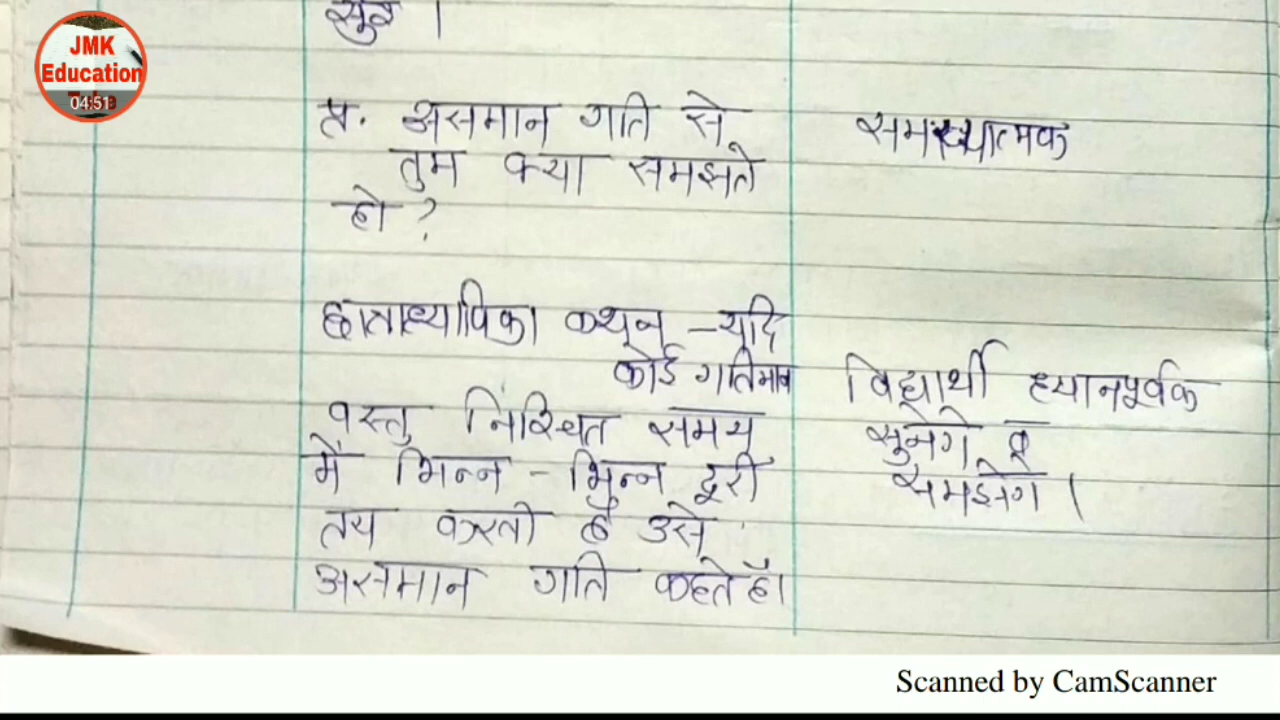 JMK
Education
04:51
प्र. असमान गति से
तुम क्या समझते
हो ?
समस्यात्मक
छात्राध्यापिका कथन – यदि
कोई गतिमान
वस्तु निश्चित समय
में भिन्न - भिन्न दूरी
तय करती है उसे
असमान गति कहते है।
विद्यार्थी ध्यानपूर्वक
सुनेगे व
समझेगे ।
Scanned by CamScanner